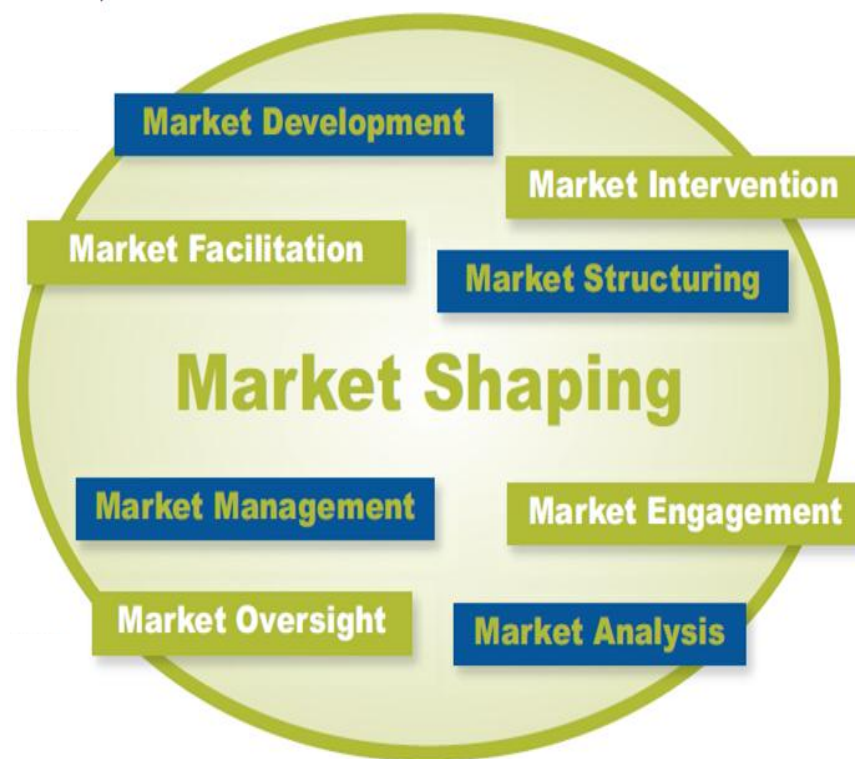 Market Development
Market Intervention
Market Facilitation
Market Structuring
Market Shaping
Market Management
Market Engagement
Market Oversight
Market Analysis